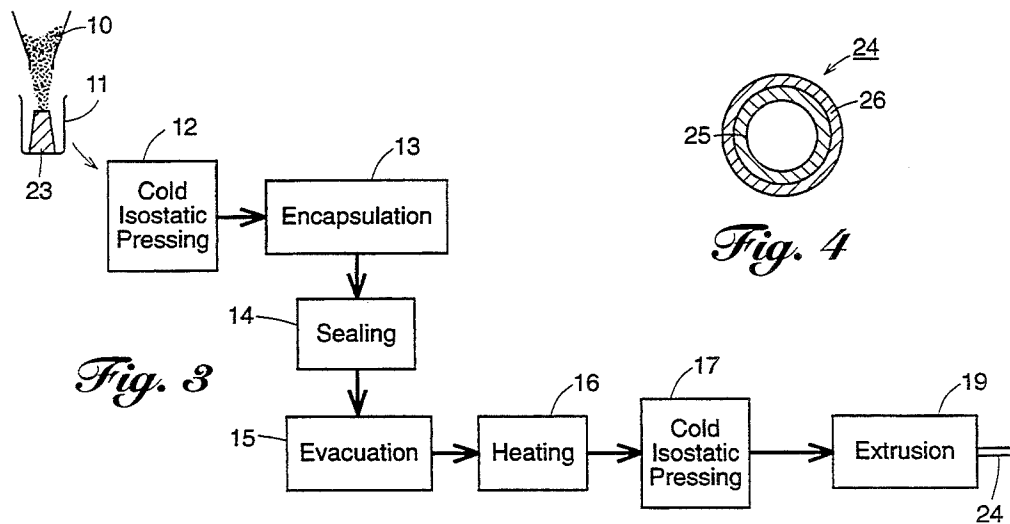 10
11
23
12
Cold
Isostatic
Pressing
13
Encapsulation
14
Sealing
15
Evacuation
16
Heating
17
Cold
Isostatic
Pressing
19
Extrusion
24
Fig. 3
24
25
26
Fig. 4